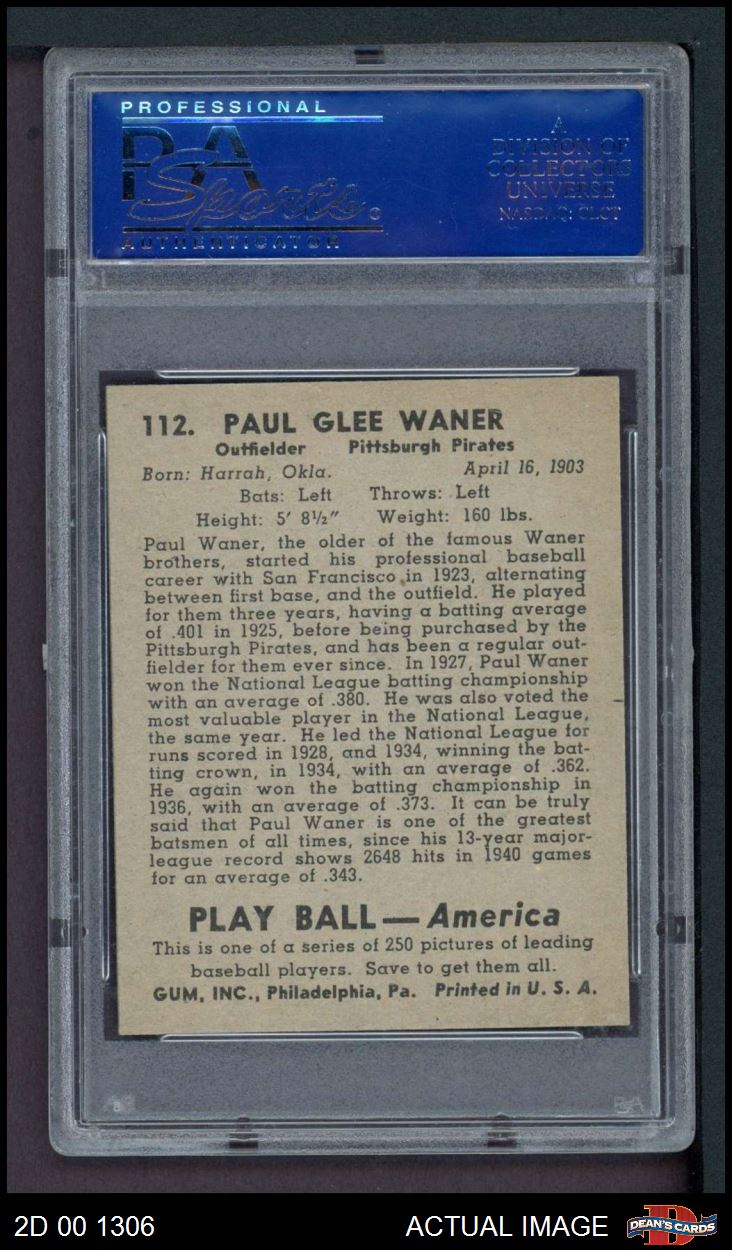 PROFESSIONAL
PSA
Sports
AUTHENTICATOR
A
DIVISION OF
COLLECTORS
UNIVERSE
NASDAQ: CLCT
112. PAUL GLEE WANER
Outfielder Pittsburgh Pirates
Born: Harrah, Okla. April 16, 1903
Bats: Left Throws: Left
Height: 5' 8½" Weight: 160 lbs.
Paul Waner, the older of the famous Waner
brothers, started his professional baseball
career with San Francisco in 1923, alternating
between first base, and the outfield. He played
for them three years, having a batting average
of .401 in 1925, before being purchased by the
Pittsburgh Pirates, and has been a regular out-
fielder for them ever since. In 1927, Paul Waner
won the National League batting championship
with an average of .380. He was also voted the
most valuable player in the National League,
the same year. He led the National League for
runs scored in 1928, and 1934, winning the bat-
ting crown, in 1934, with an average of .362.
He again won the batting championship in
1936, with an average of .373. It can be truly
said that Paul Waner is one of the greatest
batsmen of all times, since his 13-year major-
league record shows 2648 hits in 1940 games
for an average of .343.
PLAY BALL—America
This is one of a series of 250 pictures of leading
baseball players. Save to get them all.
GUM, INC., Philadelphia, Pa. Printed in U. S. A.
PSA
2D 00 1306 ACTUAL IMAGE DEAN'S CARDS